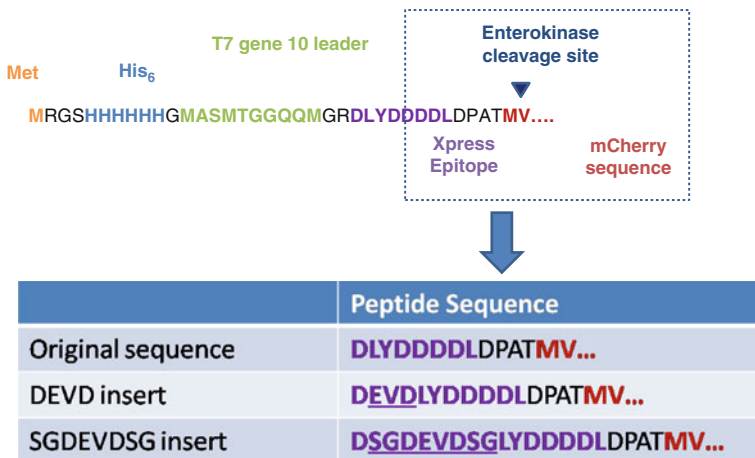 T7 gene 10 leader
Enterokinase
cleavage site
Met
His6
MRGSHHHHHHGMASMTGGQQMGRDLYDDDDLDPATMV....
Xpress
Epitope
mCherry
sequence
Peptide Sequence
Original sequence DLYDDDDLDPATMV...
DEVD insert DEVDLYDDDDLDPATMV...
SGDEVDSG insert DSGDEVDSGLYDDDDLDPATMV...